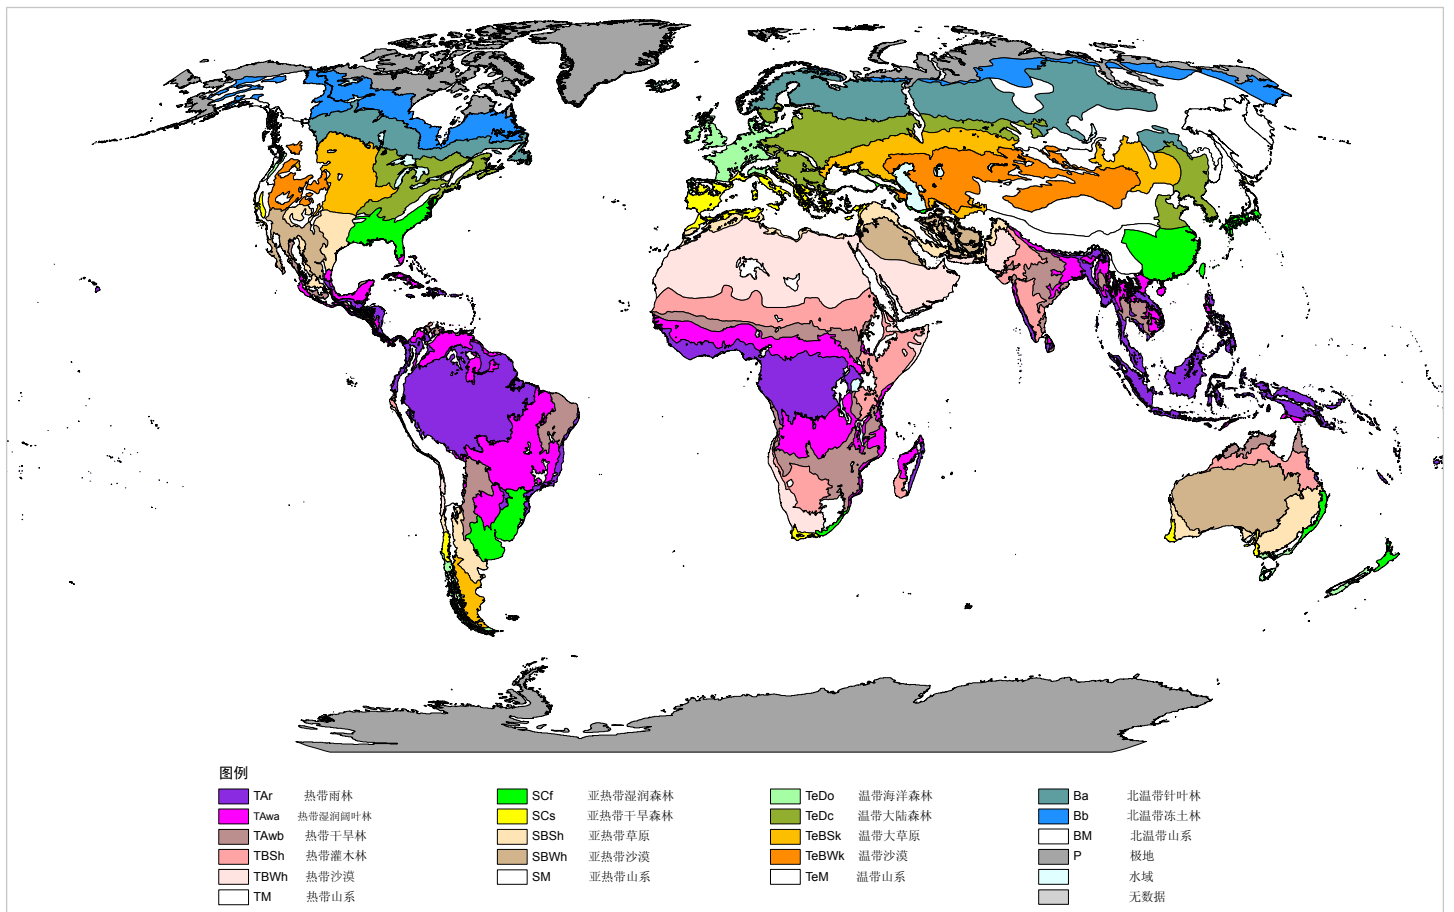 图例
TAr 热带雨林
TAwa 热带湿润阔叶林
TAwb 热带干旱林
TBSh 热带灌木林
TBWh 热带沙漠
TM 热带山系
SCf 亚热带湿润森林
SCs 亚热带干旱森林
SBSh 亚热带草原
SBWh 亚热带沙漠
SM 亚热带山系
TeDo 温带海洋森林
TeDc 温带大陆森林
TeBSk 温带大草原
TeBWk 温带沙漠
TeM 温带山系
Ba 北温带针叶林
Bb 北温带冻土林
BM 北温带山系
P 极地
水域
无数据